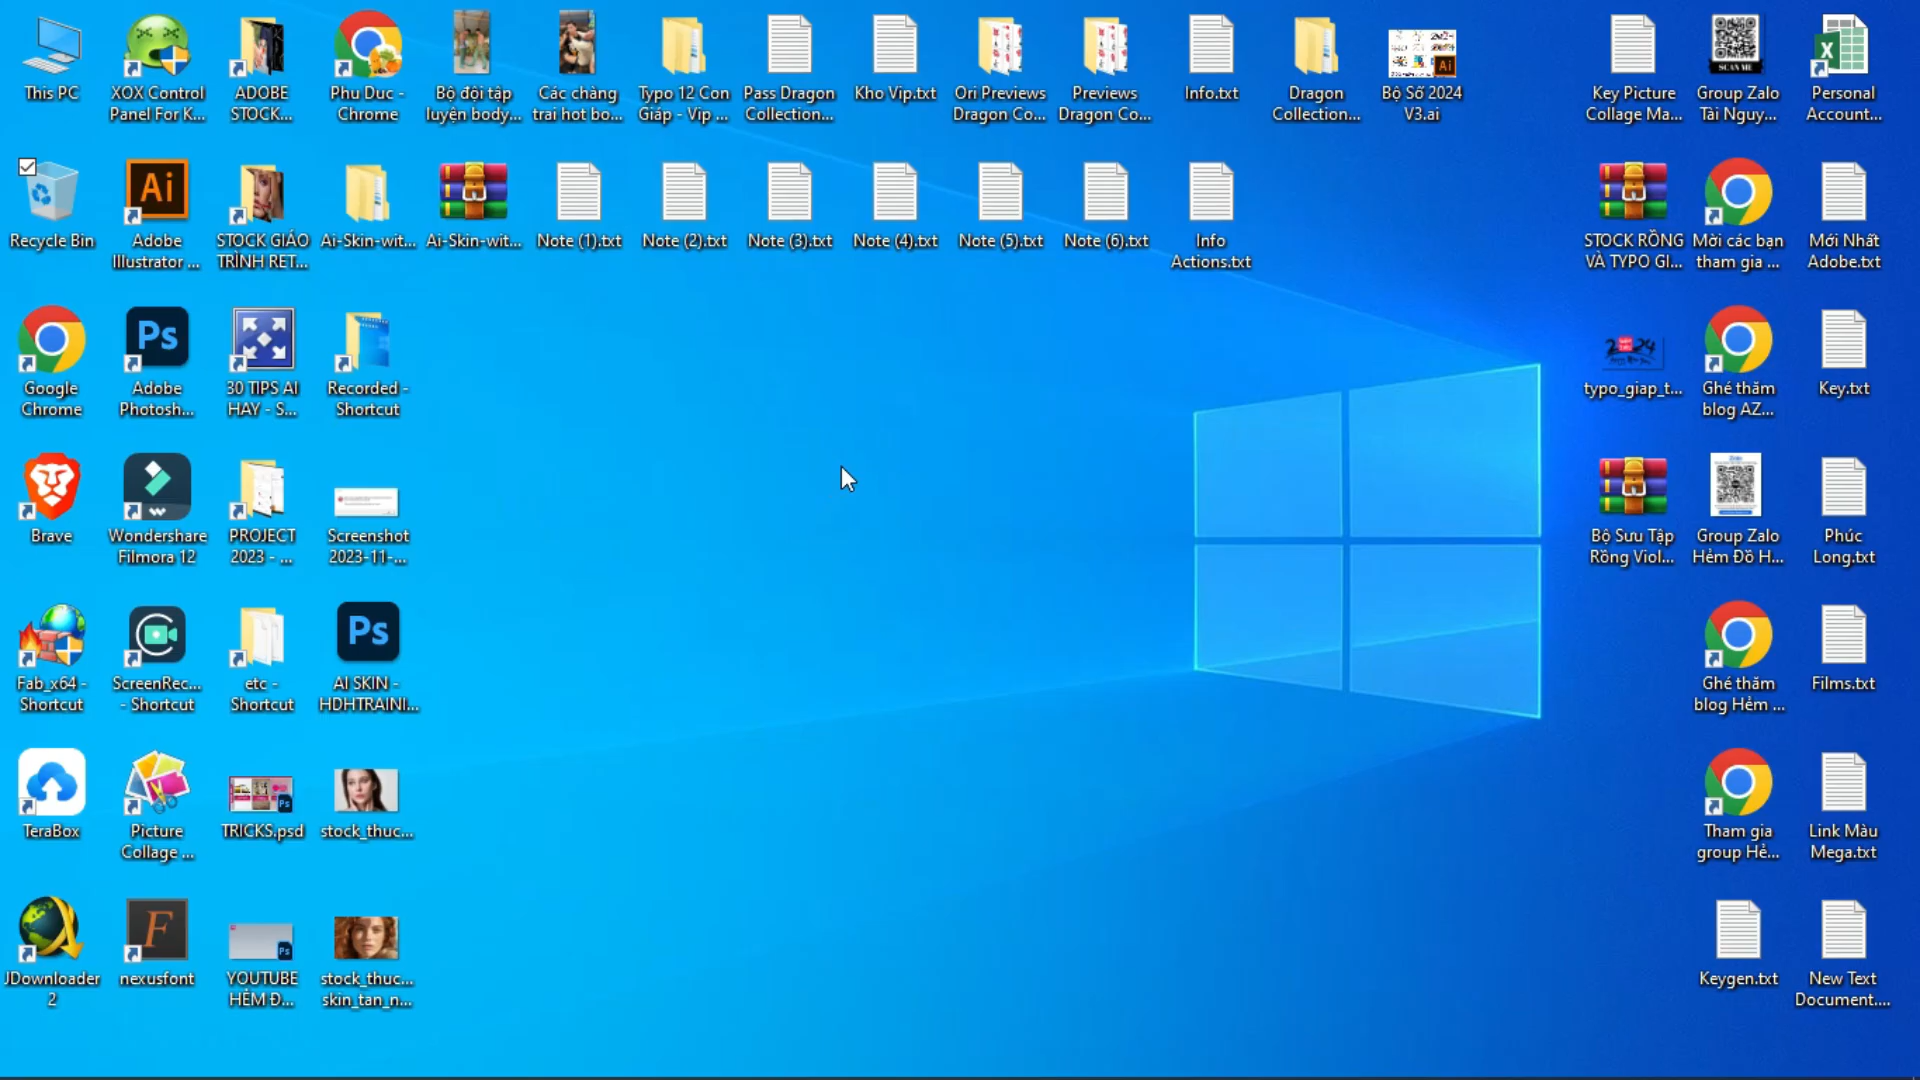 This PC
XOX Control
Panel For K...
ADOBE
STOCK...
Phu Duc -
Chrome
Bộ đội tập
luyện body...
Các chàng
trai hot bo...
Typo 12 Con
Giáp - Vip ...
Pass Dragon
Collection...
Kho Vip.txt
Ori Previews
Dragon Co...
Previews
Dragon Co...
Info.txt
Dragon
Collection...
Ai
Bộ Số 2024
V3.ai
Key Picture
Collage Ma...
SCAN ME
Group Zalo
Tài Nguy...
X
Personal
Account...
Recycle Bin
Ai
Adobe
Illustrator ...
STOCK GIÁO
TRÌNH RET...
Ai-Skin-wit...
Ai-Skin-wit...
Note (1).txt
Note (2).txt
Note (3).txt
Note (4).txt
Note (5).txt
Note (6).txt
Info
Actions.txt
STOCK RỒNG
VÀ TYPO GI...
Mời các bạn
tham gia ...
Mới Nhất
Adobe.txt
Google
Chrome
Ps
Adobe
Photosh...
30 TIPS AI
HAY - S...
Recorded -
Shortcut
2024
typo_giap_t...
Ghé thăm
blog AZ...
Key.txt
Brave
Wondershare
Filmora 12
PROJECT
2023 - ...
Screenshot
2023-11-...
Bộ Sưu Tập
Rồng Viol...
Group Zalo
Hẻm Đồ H...
Phúc
Long.txt
Fab_x64 -
Shortcut
ScreenRec...
- Shortcut
etc -
Shortcut
Ps
AI SKIN -
HDHTRAINI...
Ghé thăm
blog Hẻm ...
Films.txt
TeraBox
Picture
Collage ...
Ps
TRICKS.psd
stock_thuc...
Tham gia
group Hẻ...
Link Màu
Mega.txt
JDownloader
2
F
nexusfont
Ps
YOUTUBE
HẺM Đ...
stock_thuc...
skin_tan_n...
Keygen.txt
New Text
Document....